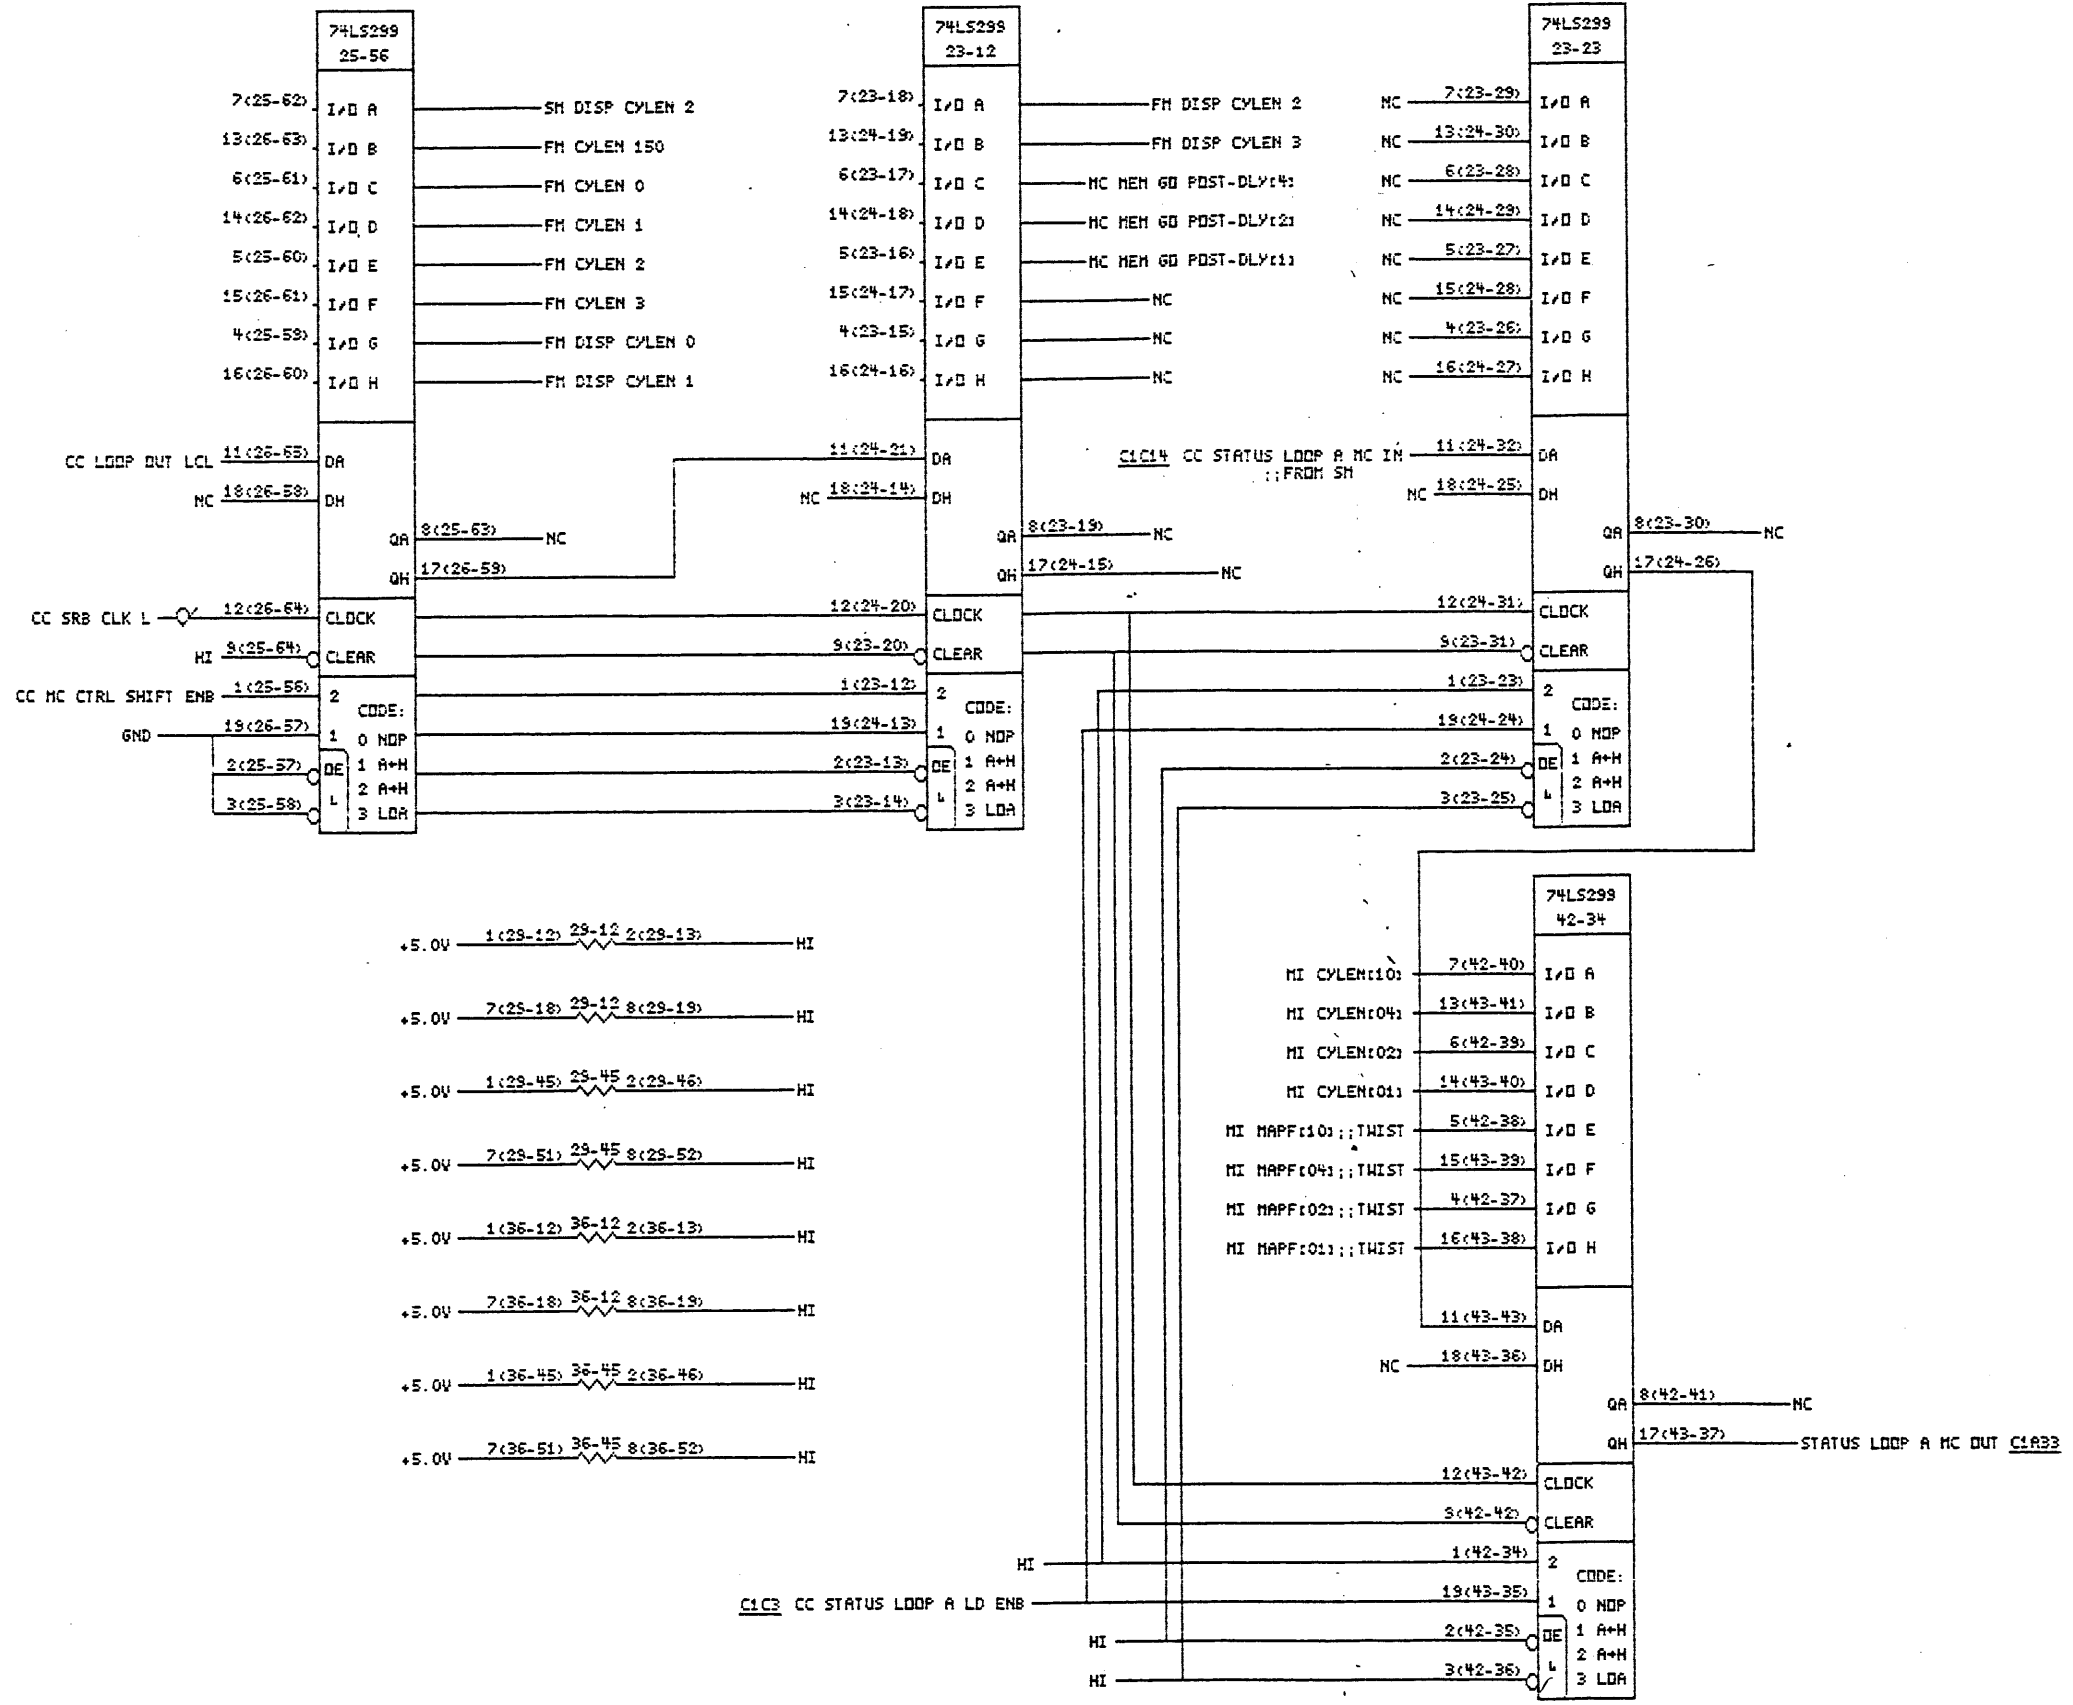 74LS299
25-56
7(25-62) I/O A SM DISP CYLEN 2
13(26-63) I/O B FM CYLEN 150
6(25-61) I/O C FM CYLEN 0
14(26-62) I/O D FM CYLEN 1
5(25-60) I/O E FM CYLEN 2
15(26-61) I/O F FM CYLEN 3
4(25-59) I/O G FM DISP CYLEN 0
16(26-60) I/O H FM DISP CYLEN 1
CC LOOP OUT LCL 11(26-65) DA
NC 18(26-58) DH
QA 8(25-63) NC
QH 17(26-59)
CC SRB CLK L 12(26-64) CLOCK
HI 9(25-64) CLEAR
CC MC CTRL SHIFT ENB 1(25-56) 2
CODE:
GND 19(26-57) 1 0 NOP
2(25-57) OE 1 A←H
2 A→H
3(25-58) L 3 LOA
74LS299
23-12
7(23-18) I/O A FM DISP CYLEN 2
13(24-19) I/O B FM DISP CYLEN 3
6(23-17) I/O C MC MEM GO POST-DLY[4]
14(24-18) I/O D MC MEM GO POST-DLY[2]
5(23-16) I/O E MC MEM GO POST-DLY[1]
15(24-17) I/O F NC
4(23-15) I/O G NC
16(24-16) I/O H NC
11(24-21) DA
NC 18(24-14) DH
QA 8(23-19) NC
QH 17(24-15) NC
12(24-20) CLOCK
9(23-20) CLEAR
1(23-12) 2
CODE:
19(24-13) 1 0 NOP
2(23-13) OE 1 A←H
2 A→H
3(23-14) L 3 LOA
74LS299
23-23
NC 7(23-29) I/O A
NC 13(24-30) I/O B
NC 6(23-28) I/O C
NC 14(24-29) I/O D
NC 5(23-27) I/O E
NC 15(24-28) I/O F
NC 4(23-26) I/O G
NC 16(24-27) I/O H
C1C14 CC STATUS LOOP A MC IN 11(24-32) DA
;;FROM SM
NC 18(24-25) DH
QA 8(23-30) NC
QH 17(24-26)
12(24-31) CLOCK
9(23-31) CLEAR
1(23-23) 2
CODE:
19(24-24) 1 0 NOP
2(23-24) OE 1 A←H
2 A→H
3(23-25) L 3 LOA
+5.0V 1(29-12) 29-12 2(29-13) HI
+5.0V 7(29-18) 29-12 8(29-19) HI
+5.0V 1(29-45) 29-45 2(29-46) HI
+5.0V 7(29-51) 29-45 8(29-52) HI
+5.0V 1(36-12) 36-12 2(36-13) HI
+5.0V 7(36-18) 36-12 8(36-19) HI
+5.0V 1(36-45) 36-45 2(36-46) HI
+5.0V 7(36-51) 36-45 8(36-52) HI
74LS299
42-34
MI CYLEN[10] 7(42-40) I/O A
MI CYLEN[04] 13(43-41) I/O B
MI CYLEN[02] 6(42-39) I/O C
MI CYLEN[01] 14(43-40) I/O D
MI MAPF[10];;TWIST 5(42-38) I/O E
MI MAPF[04];;TWIST 15(43-39) I/O F
MI MAPF[02];;TWIST 4(42-37) I/O G
MI MAPF[01];;TWIST 16(43-38) I/O H
11(43-43) DA
NC 18(43-36) DH
QA 8(42-41) NC
QH 17(43-37) STATUS LOOP A MC OUT C1A33
12(43-42) CLOCK
9(42-42) CLEAR
HI 1(42-34) 2
CODE:
C1C3 CC STATUS LOOP A LD ENB 19(43-35) 1 0 NOP
HI 2(42-35) OE 1 A←H
2 A→H
HI 3(42-36) L 3 LOA